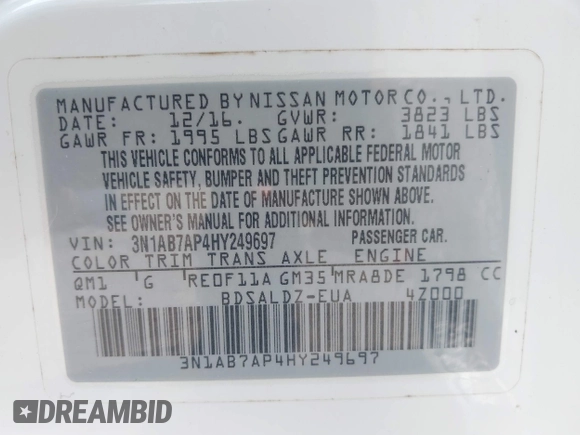 MANUFACTURED BY NISSAN MOTOR CO., LTD.
DATE: 12/16. GVWR: 3823 LBS
GAWR FR: 1995 LBS GAWR RR: 1841 LBS
THIS VEHICLE CONFORMS TO ALL APPLICABLE FEDERAL MOTOR
VEHICLE SAFETY, BUMPER AND THEFT PREVENTION STANDARDS
IN EFFECT ON THE DATE OF MANUFACTURE SHOWN ABOVE.
SEE OWNER'S MANUAL FOR ADDITIONAL INFORMATION.
VIN: 3N1AB7AP4HY249697 PASSENGER CAR.
COLOR TRIM TRANS AXLE ENGINE
QM1 G RE0F11A GM35 MRA8DE 1798 CC
MODEL: BDSALDZ-EUA 4Z000
3N1AB7AP4HY249697
DREAMBID